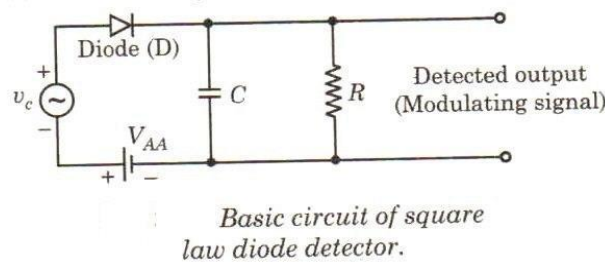 Diode (D)
+
v_c
−
C
R
Detected output
(Modulating signal)
V_AA
+ −
Basic circuit of square
law diode detector.